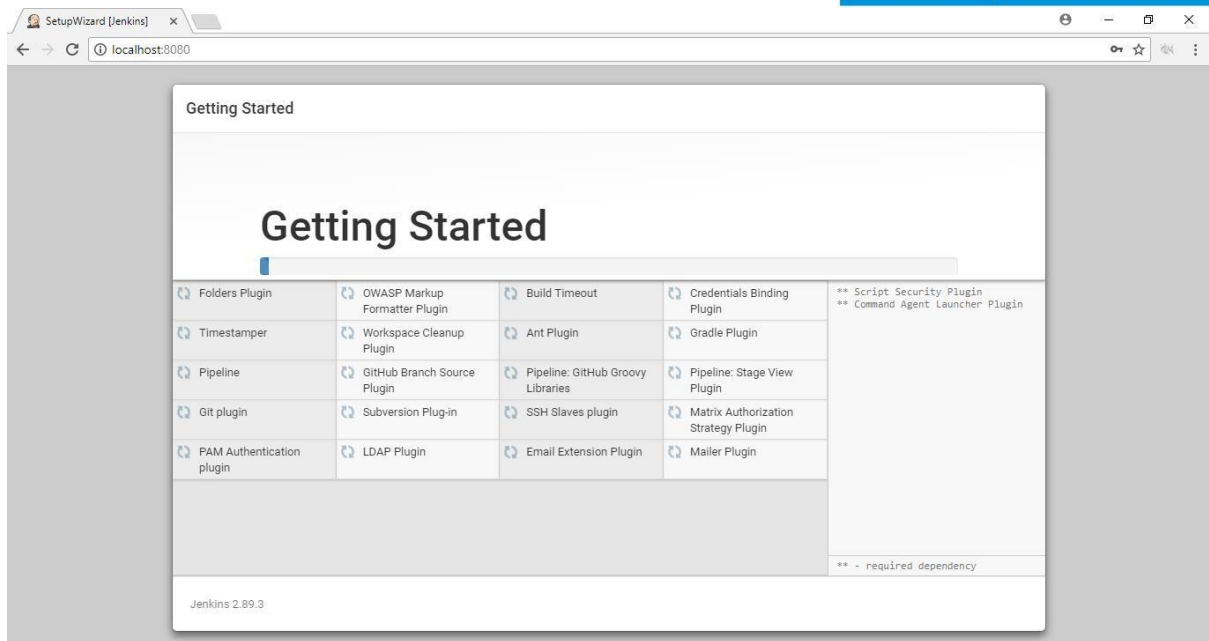 SetupWizard [Jenkins]
localhost:8080
Getting Started
Getting Started
Folders Plugin
OWASP Markup
Formatter Plugin
Build Timeout
Credentials Binding
Plugin
** Script Security Plugin
** Command Agent Launcher Plugin
Timestamper
Workspace Cleanup
Plugin
Ant Plugin
Gradle Plugin
Pipeline
GitHub Branch Source
Plugin
Pipeline: GitHub Groovy
Libraries
Pipeline: Stage View
Plugin
Git plugin
Subversion Plug-in
SSH Slaves plugin
Matrix Authorization
Strategy Plugin
PAM Authentication
plugin
LDAP Plugin
Email Extension Plugin
Mailer Plugin
** - required dependency
Jenkins 2.89.3